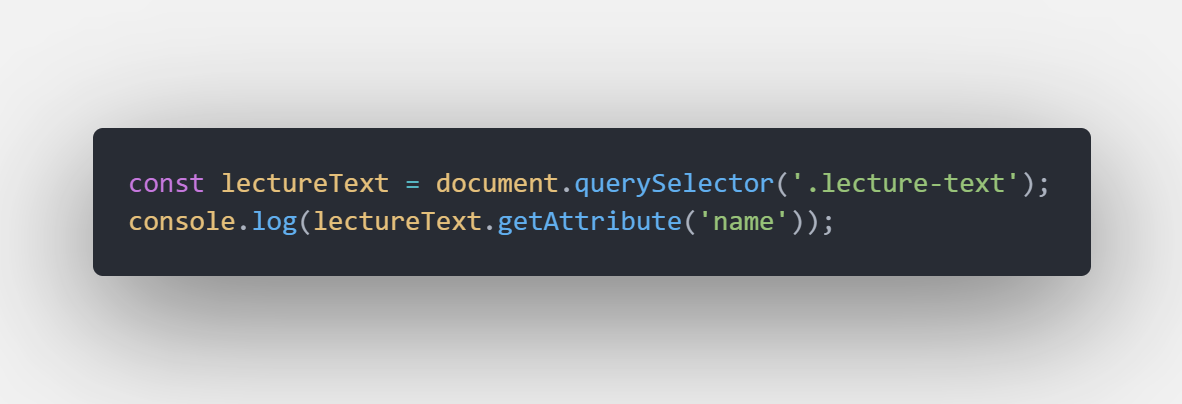 const lectureText = document.querySelector('.lecture-text');
console.log(lectureText.getAttribute('name'));